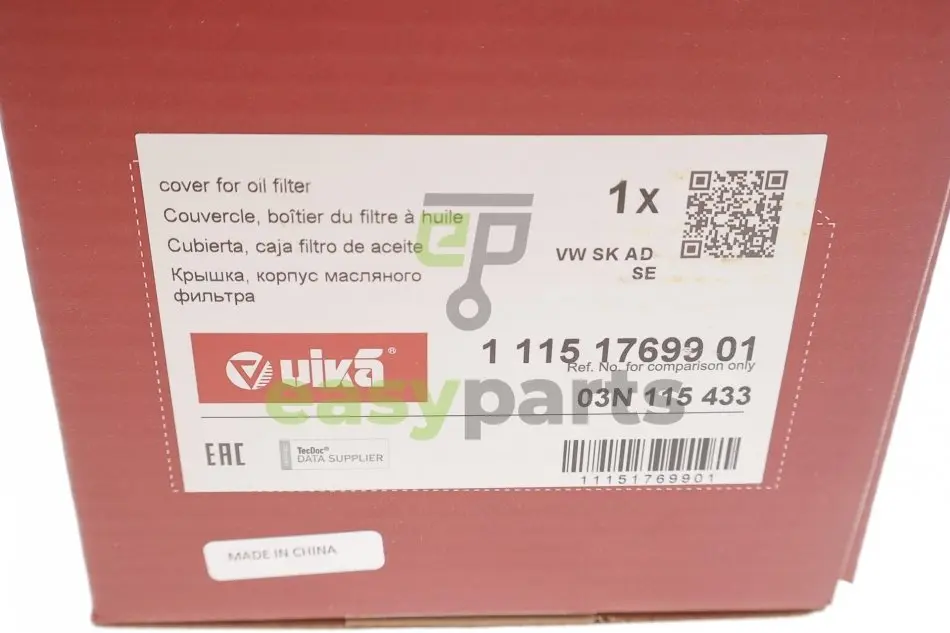 cover for oil filter
Couvercle, boîtier du filtre à huile
Cubierta, caja filtro de aceite
Крышка, корпус масляного
фильтра
1x
VW SK AD
SE
vika®
1 115 17699 01
Ref. No. for comparison only
03N 115 433
EAC
TecDoc®
DATA SUPPLIER
11151769901
MADE IN CHINA
ep
easyparts